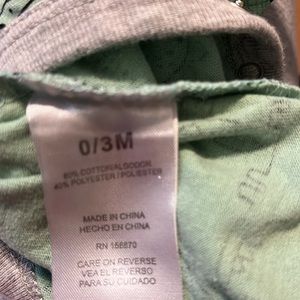 0/3M
60% COTTON/ALGODON
40% POLYESTER / POLIESTER
MADE IN CHINA
HECHO EN CHINA
RN 156870
CARE ON REVERSE
VEA EL REVERSO
PARA SU CUIDADO